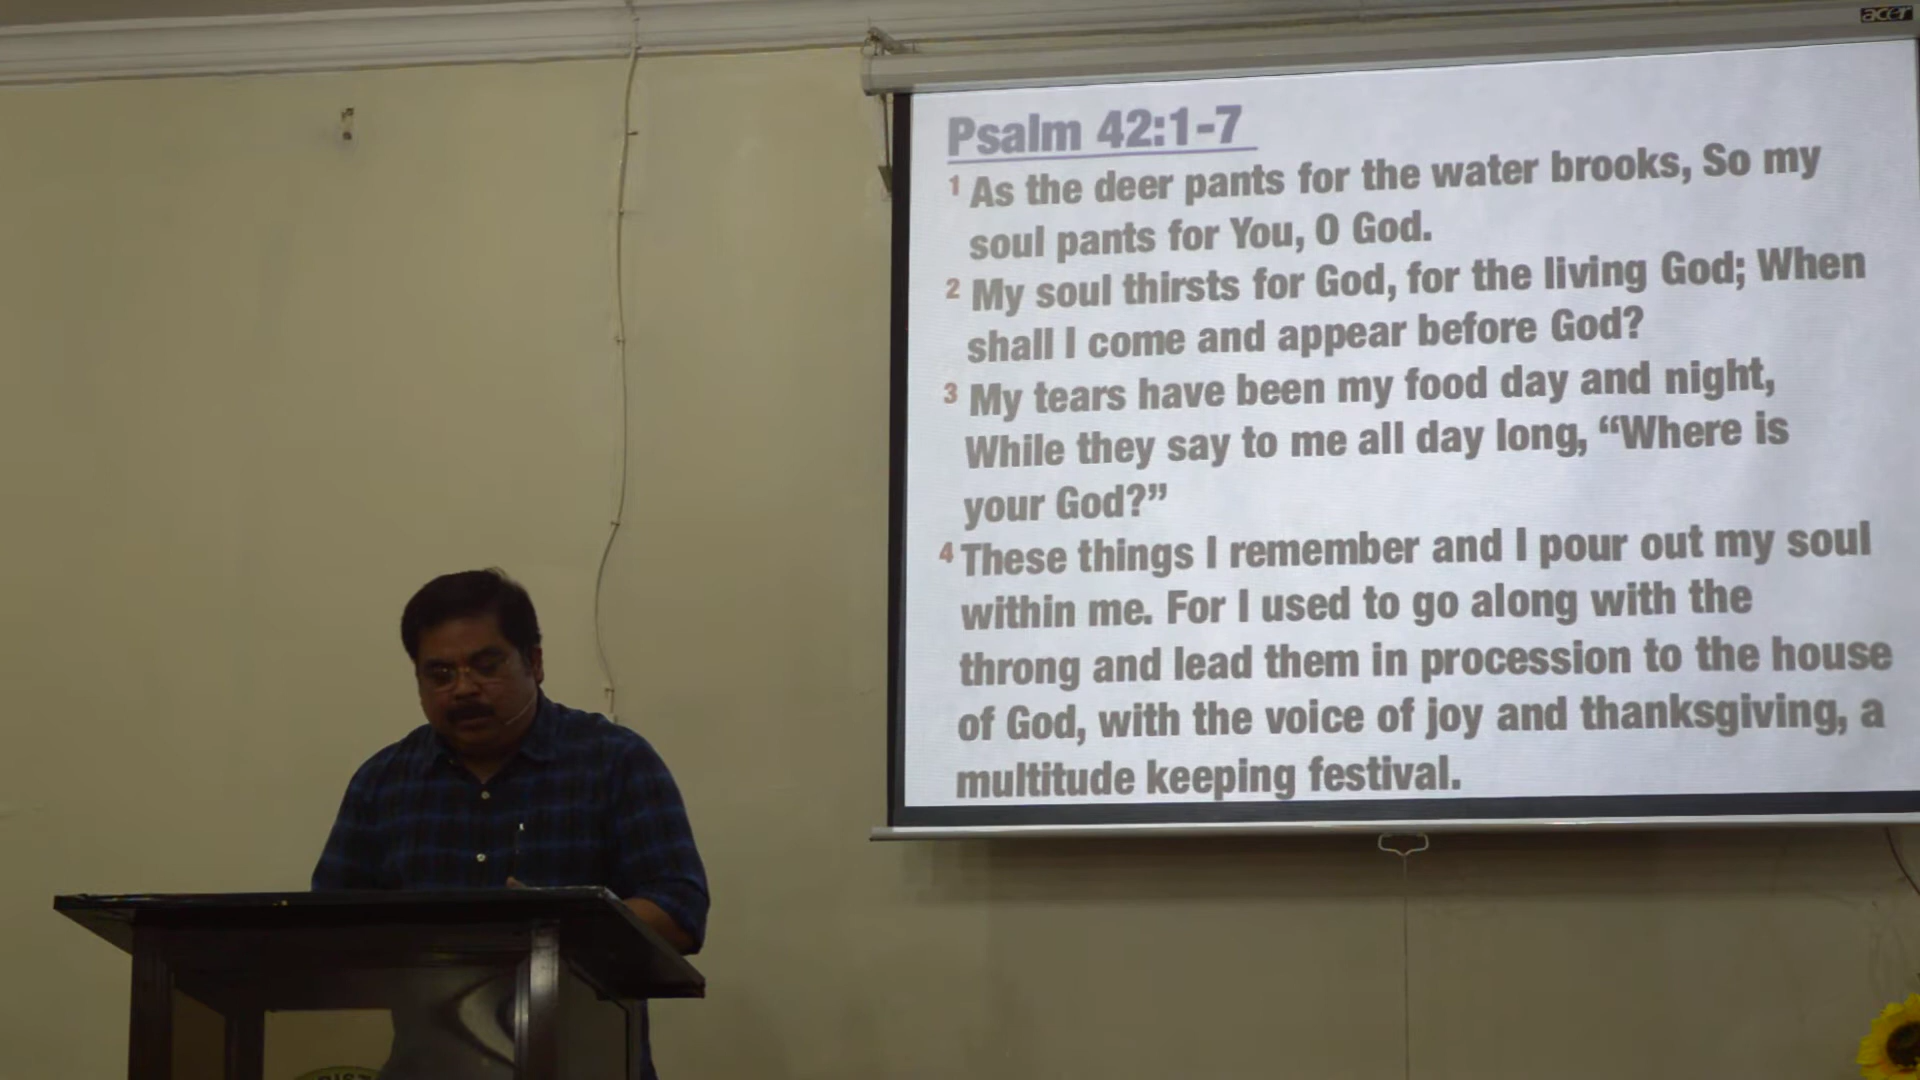 acer
Psalm 42:1-7
1 As the deer pants for the water brooks, So my
soul pants for You, O God.
2 My soul thirsts for God, for the living God; When
shall I come and appear before God?
3 My tears have been my food day and night,
While they say to me all day long, “Where is
your God?”
4 These things I remember and I pour out my soul
within me. For I used to go along with the
throng and lead them in procession to the house
of God, with the voice of joy and thanksgiving, a
multitude keeping festival.